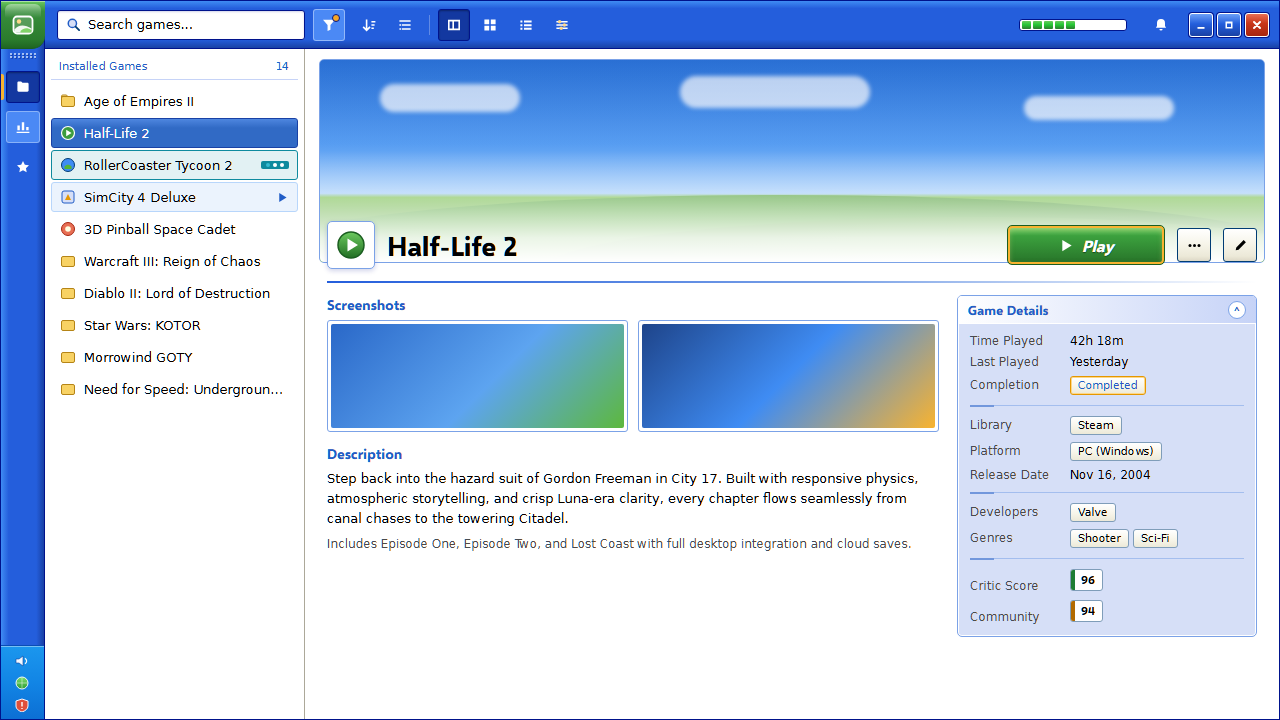 Search games...
Installed Games 14
Age of Empires II
Half-Life 2
RollerCoaster Tycoon 2
SimCity 4 Deluxe
3D Pinball Space Cadet
Warcraft III: Reign of Chaos
Diablo II: Lord of Destruction
Star Wars: KOTOR
Morrowind GOTY
Need for Speed: Undergroun...
Half-Life 2
Play
Screenshots
Description
Step back into the hazard suit of Gordon Freeman in City 17. Built with responsive physics,
atmospheric storytelling, and crisp Luna-era clarity, every chapter flows seamlessly from
canal chases to the towering Citadel.
Includes Episode One, Episode Two, and Lost Coast with full desktop integration and cloud saves.
Game Details
Time Played 42h 18m
Last Played Yesterday
Completion Completed
Library Steam
Platform PC (Windows)
Release Date Nov 16, 2004
Developers Valve
Genres Shooter Sci-Fi
Critic Score 96
Community 94